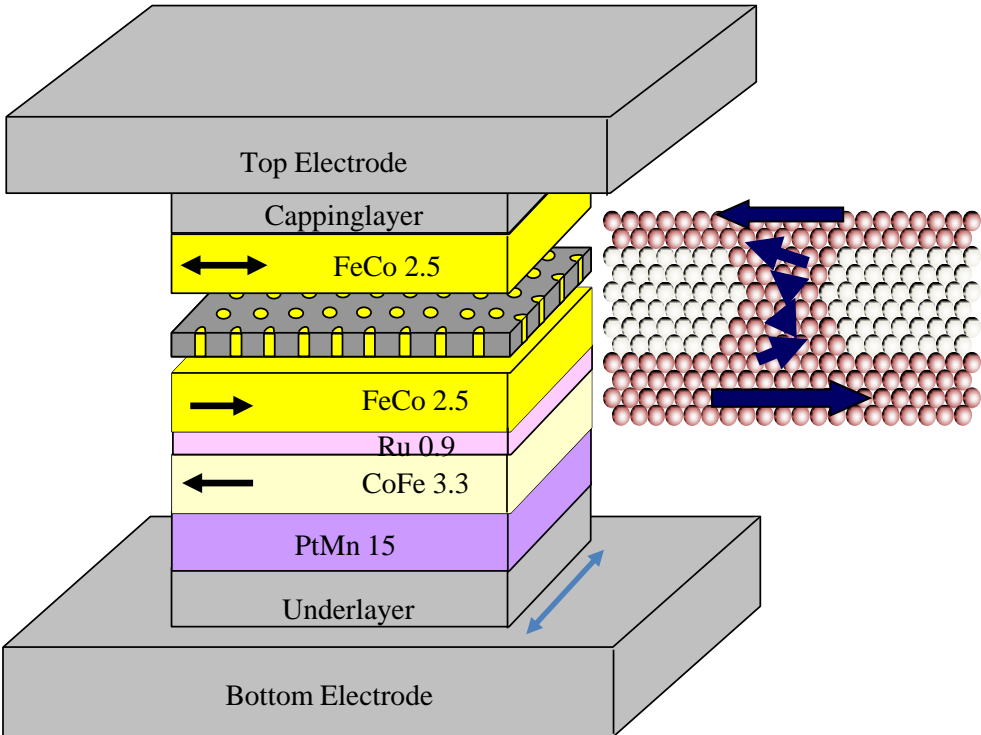 Top Electrode
Cappinglayer
FeCo 2.5
FeCo 2.5
Ru 0.9
CoFe 3.3
PtMn 15
Underlayer
Bottom Electrode